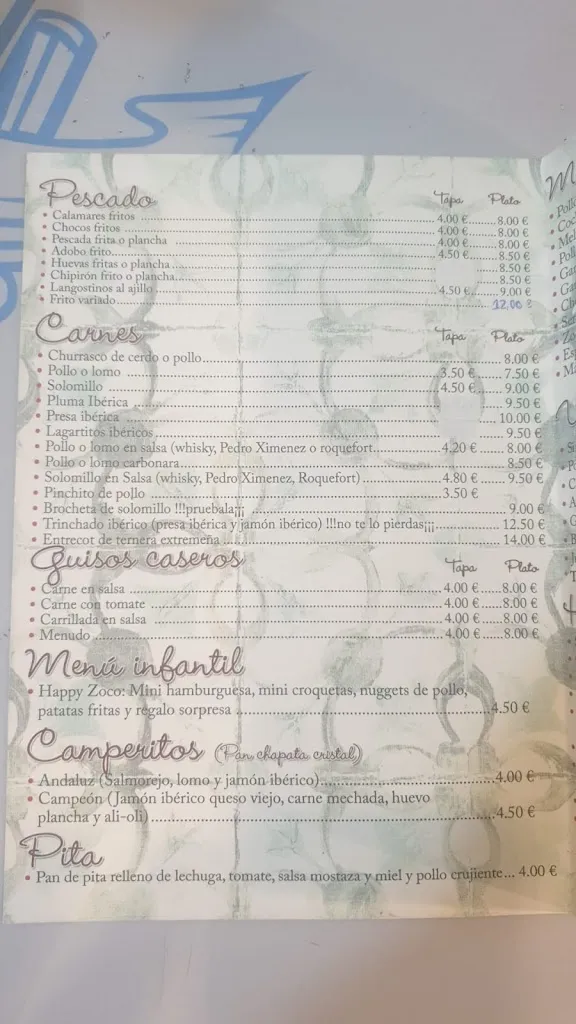 Pescado Tapa Plato
• Calamares fritos ... 4.00 € ... 8.00 €
• Chocos fritos ... 4.00 € ... 8.00 €
• Pescada frita o plancha ... 4.00 € ... 8.00 €
• Adobo frito ... 4.50 € ... 8.50 €
• Huevas fritas o plancha ... 8.50 €
• Chipirón frito o plancha ... 8.50 €
• Langostinos al ajillo ... 4.50 € ... 9.00 €
• Frito variado ... 12,00 €
Carnes Tapa Plato
• Churrasco de cerdo o pollo ... 8.00 €
• Pollo o lomo ... 3.50 € ... 7.50 €
• Solomillo ... 4.50 € ... 9.00 €
• Pluma Ibérica ... 9.50 €
• Presa ibérica ... 10.00 €
• Lagartitos ibéricos ... 9.50 €
• Pollo o lomo en salsa (whisky, Pedro Ximenez o roquefort ... 4.20 € ... 8.00 €
• Pollo o lomo carbonara ... 8.50 €
• Solomillo en Salsa (whisky, Pedro Ximenez, Roquefort) ... 4.80 € ... 9.50 €
• Pinchito de pollo ... 3.50 €
• Brocheta de solomillo !!!pruebala¡¡¡ ... 9.00 €
• Trinchado ibérico (presa ibérica y jamón ibérico) !!!no te lo pierdas¡¡¡ ... 12.50 €
• Entrecot de ternera extremeña ... 14.00 €
Guisos caseros Tapa Plato
• Carne en salsa ... 4.00 € ... 8.00 €
• Carne con tomate ... 4.00 € ... 8.00 €
• Carrillada en salsa ... 4.00 € ... 8.00 €
• Menudo ... 4.00 € ... 8.00 €
Menú infantil
• Happy Zoco: Mini hamburguesa, mini croquetas, nuggets de pollo,
patatas fritas y regalo sorpresa ... 4.50 €
Camperitos (Pan chapata cristal)
• Andaluz (Salmorejo, lomo y jamón ibérico) ... 4.00 €
• Campeón (Jamón ibérico queso viejo, carne mechada, huevo
plancha y ali-oli) ... 4.50 €
Pita
• Pan de pita relleno de lechuga, tomate, salsa mostaza y miel y pollo crujiente... 4.00 €